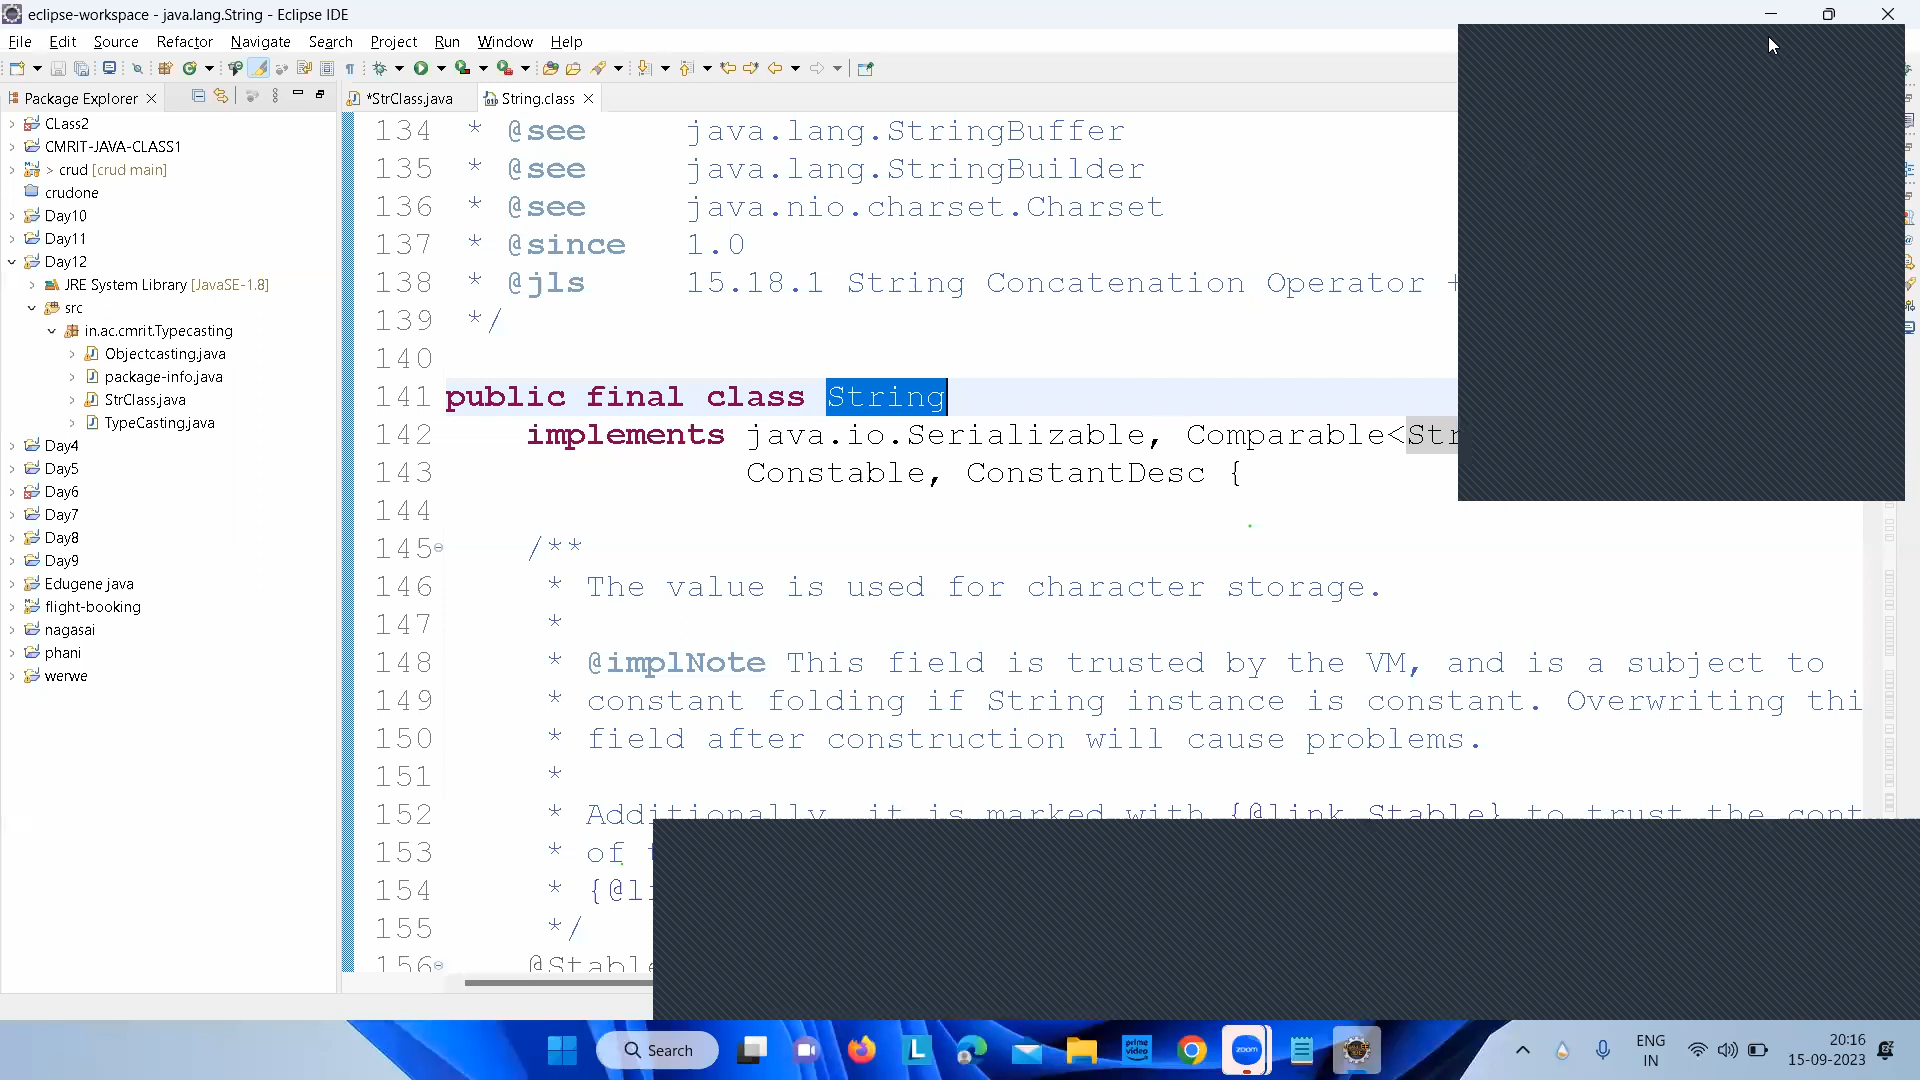 eclipse-workspace - java.lang.String - Eclipse IDE
File Edit Source Refactor Navigate Search Project Run Window Help
Package Explorer
*StrClass.java
String.class
CLass2
CMRIT-JAVA-CLASS1
> crud [crud main]
crudone
Day10
Day11
Day12
JRE System Library [JavaSE-1.8]
src
in.ac.cmrit.Typecasting
Objectcasting.java
package-info.java
StrClass.java
TypeCasting.java
Day4
Day5
Day6
Day7
Day8
Day9
Edugene java
flight-booking
nagasai
phani
werwe
134 * @see java.lang.StringBuffer
135 * @see java.lang.StringBuilder
136 * @see java.nio.charset.Charset
137 * @since 1.0
138 * @jls 15.18.1 String Concatenation Operator +
139 */
140
141 public final class String
142 implements java.io.Serializable, Comparable<Str
143 Constable, ConstantDesc {
144
145 /**
146 * The value is used for character storage.
147 *
148 * @implNote This field is trusted by the VM, and is a subject to
149 * constant folding if String instance is constant. Overwriting thi
150 * field after construction will cause problems.
151 *
152 * Additionally, it is marked with {@link Stable} to trust the cont
153 * of
154 * {@li
155 */
156 @Stable
Search
prime video
zoom
ENG
IN
20:16
15-09-2023